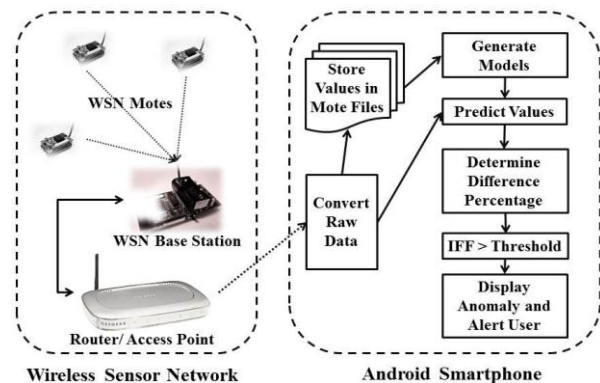 WSN Motes
WSN Base Station
NETGEAR
Router/ Access Point
Wireless Sensor Network
Store
Values in
Mote Files
Convert
Raw
Data
Generate
Models
Predict Values
Determine
Difference
Percentage
IFF > Threshold
Display
Anomaly and
Alert User
Android Smartphone